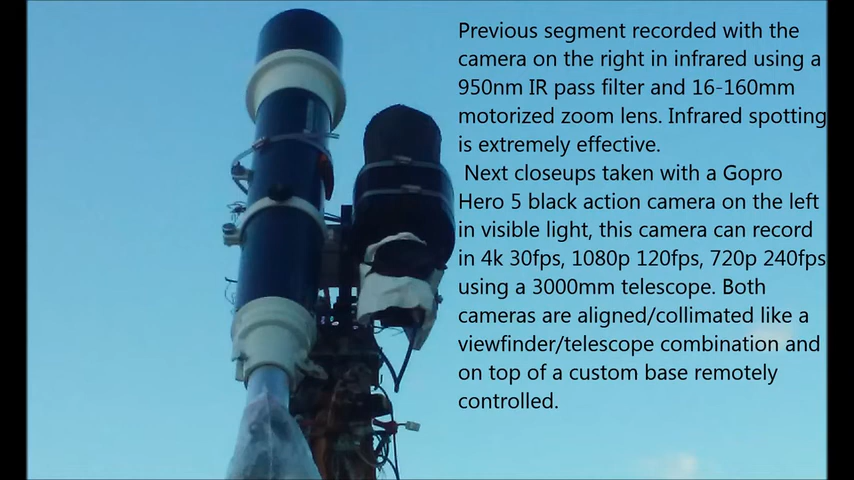 Previous segment recorded with the
camera on the right in infrared using a
950nm IR pass filter and 16-160mm
motorized zoom lens. Infrared spotting
is extremely effective.
Next closeups taken with a Gopro
Hero 5 black action camera on the left
in visible light, this camera can record
in 4k 30fps, 1080p 120fps, 720p 240fps
using a 3000mm telescope. Both
cameras are aligned/collimated like a
viewfinder/telescope combination and
on top of a custom base remotely
controlled.